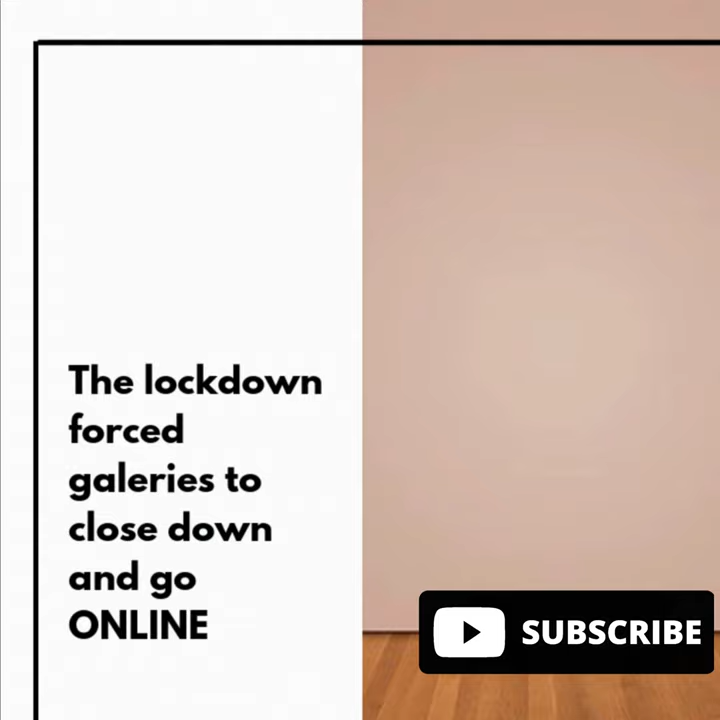 The lockdown
forced
galeries to
close down
and go
ONLINE
SUBSCRIBE